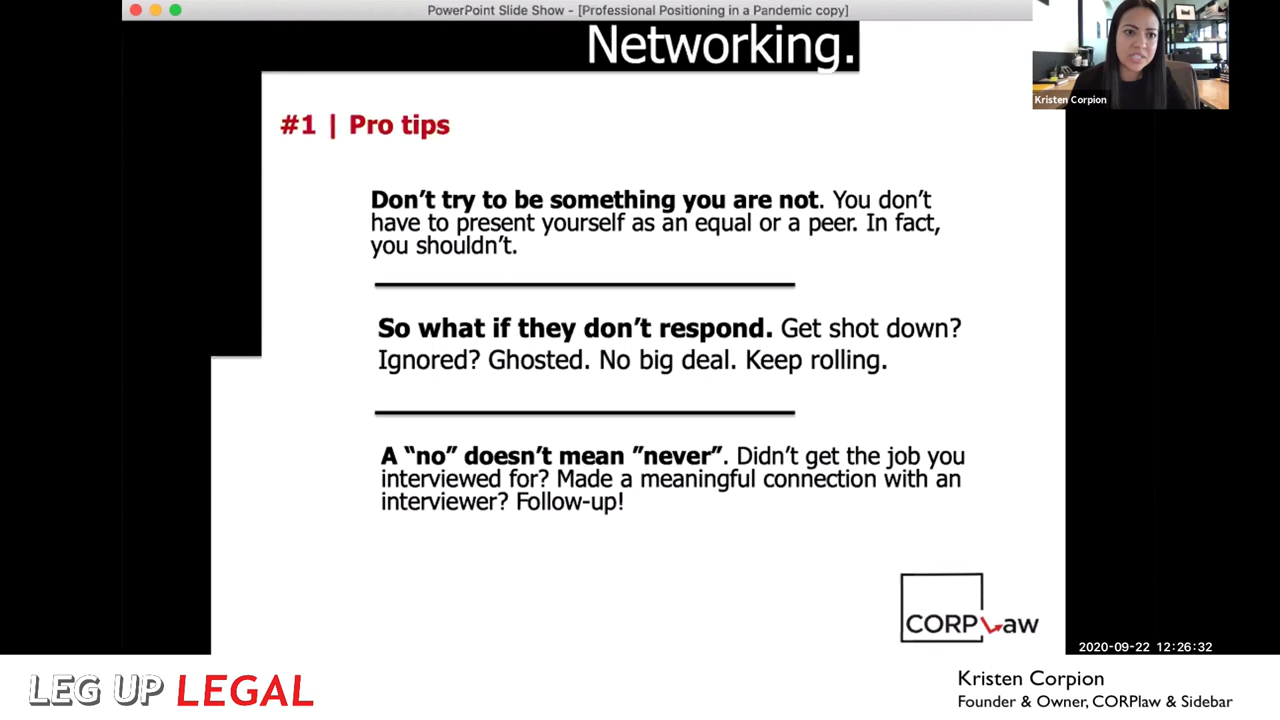 PowerPoint Slide Show - [Professional Positioning in a Pandemic copy]
Networking.
Kristen Corpion
#1 | Pro tips
Don’t try to be something you are not. You don’t
have to present yourself as an equal or a peer. In fact,
you shouldn’t.
So what if they don’t respond. Get shot down?
Ignored? Ghosted. No big deal. Keep rolling.
A “no” doesn’t mean ”never”. Didn’t get the job you
interviewed for? Made a meaningful connection with an
interviewer? Follow-up!
CORPLaw
2020-09-22 12:26:32
LEG UP LEGAL
Kristen Corpion
Founder & Owner, CORPlaw & Sidebar